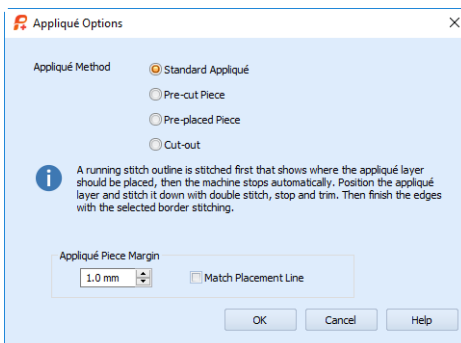 Appliqué Options
Appliqué Method
Standard Appliqué
Pre-cut Piece
Pre-placed Piece
Cut-out
A running stitch outline is stitched first that shows where the appliqué layer
should be placed, then the machine stops automatically. Position the appliqué
layer and stitch it down with double stitch, stop and trim. Then finish the edges
with the selected border stitching.
Appliqué Piece Margin
1.0 mm Match Placement Line
OK Cancel Help